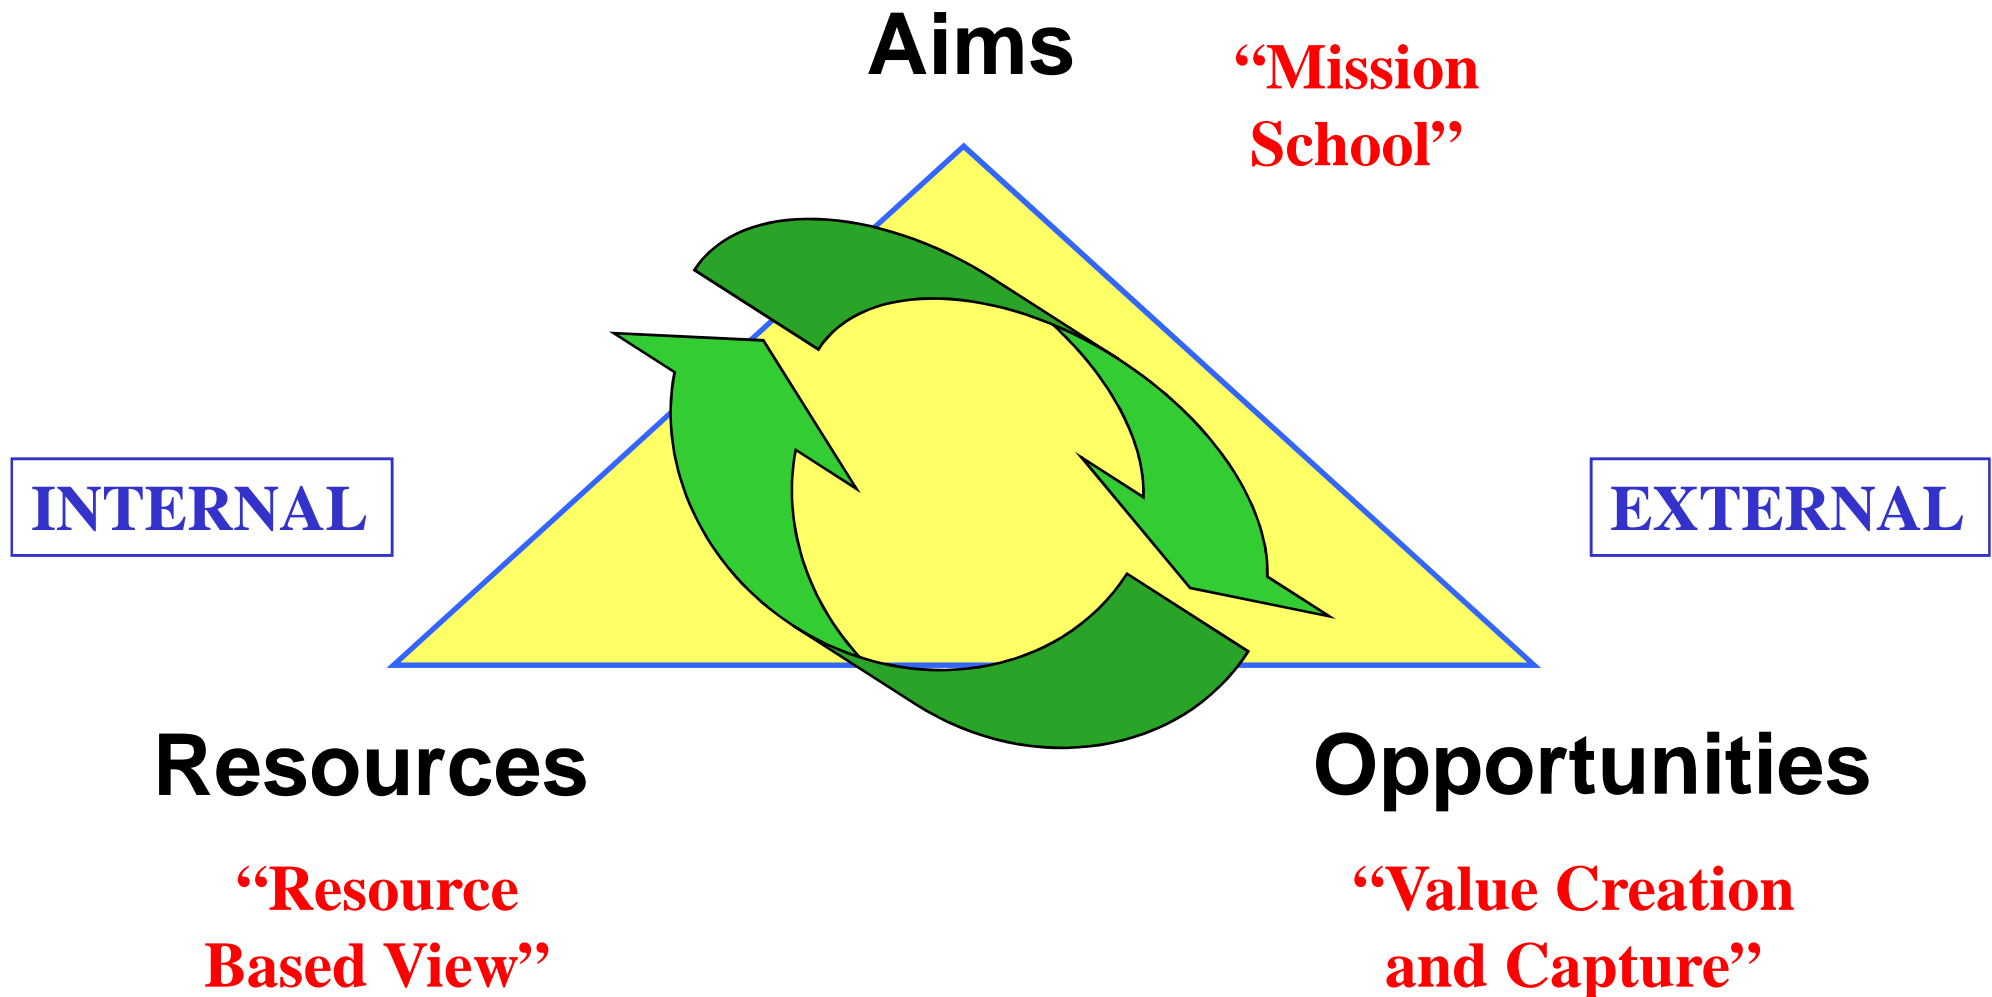 Aims
“Mission
School”
INTERNAL
EXTERNAL
Resources
Opportunities
“Resource
Based View”
“Value Creation
and Capture”